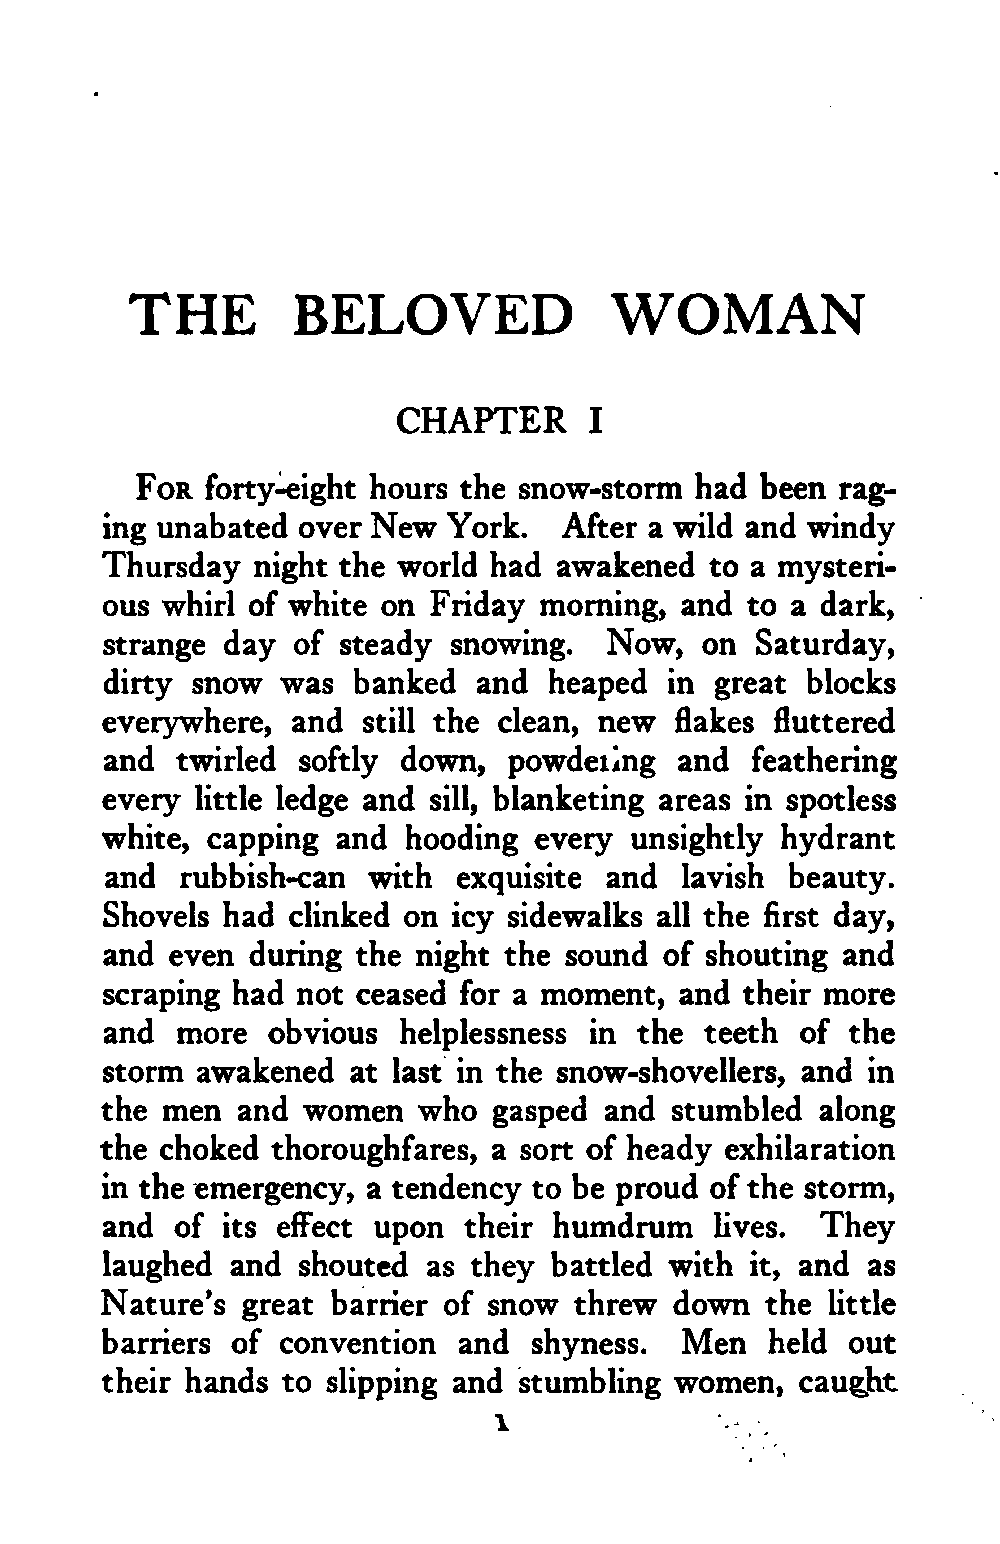 THE BELOVED WOMAN
CHAPTER I
FOR forty-eight hours the snow-storm had been rag-
ing unabated over New York. After a wild and windy
Thursday night the world had awakened to a mysteri-
ous whirl of white on Friday morning, and to a dark,
strange day of steady snowing. Now, on Saturday,
dirty snow was banked and heaped in great blocks
everywhere, and still the clean, new flakes fluttered
and twirled softly down, powdering and feathering
every little ledge and sill, blanketing areas in spotless
white, capping and hooding every unsightly hydrant
and rubbish-can with exquisite and lavish beauty.
Shovels had clinked on icy sidewalks all the first day,
and even during the night the sound of shouting and
scraping had not ceased for a moment, and their more
and more obvious helplessness in the teeth of the
storm awakened at last in the snow-shovellers, and in
the men and women who gasped and stumbled along
the choked thoroughfares, a sort of heady exhilaration
in the emergency, a tendency to be proud of the storm,
and of its effect upon their humdrum lives. They
laughed and shouted as they battled with it, and as
Nature's great barrier of snow threw down the little
barriers of convention and shyness. Men held out
their hands to slipping and stumbling women, caught
1